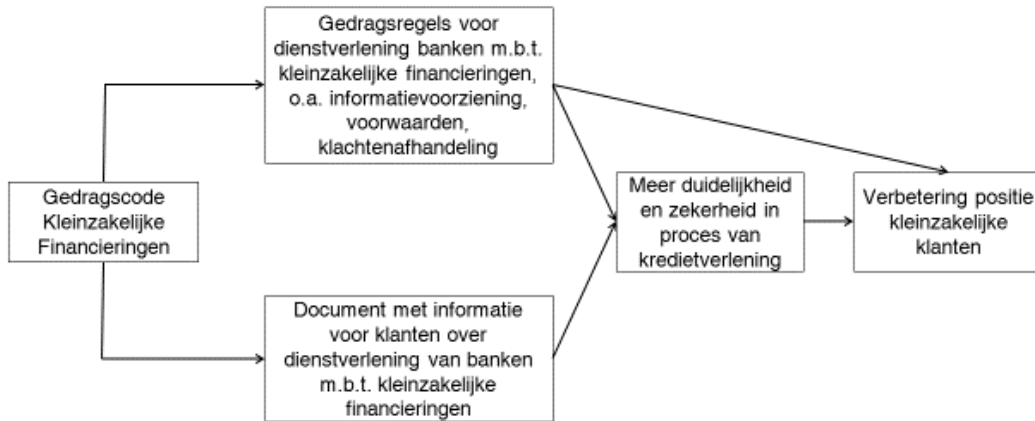 Gedragsregels voor
dienstverlening banken m.b.t.
kleinzakelijke financieringen,
o.a. informatievoorziening,
voorwaarden,
klachtenafhandeling
Gedragscode
Kleinzakelijke
Financieringen
Meer duidelijkheid
en zekerheid in
proces van
kredietverlening
Verbetering positie
kleinzakelijke
klanten
Document met informatie
voor klanten over
dienstverlening van banken
m.b.t. kleinzakelijke
financieringen